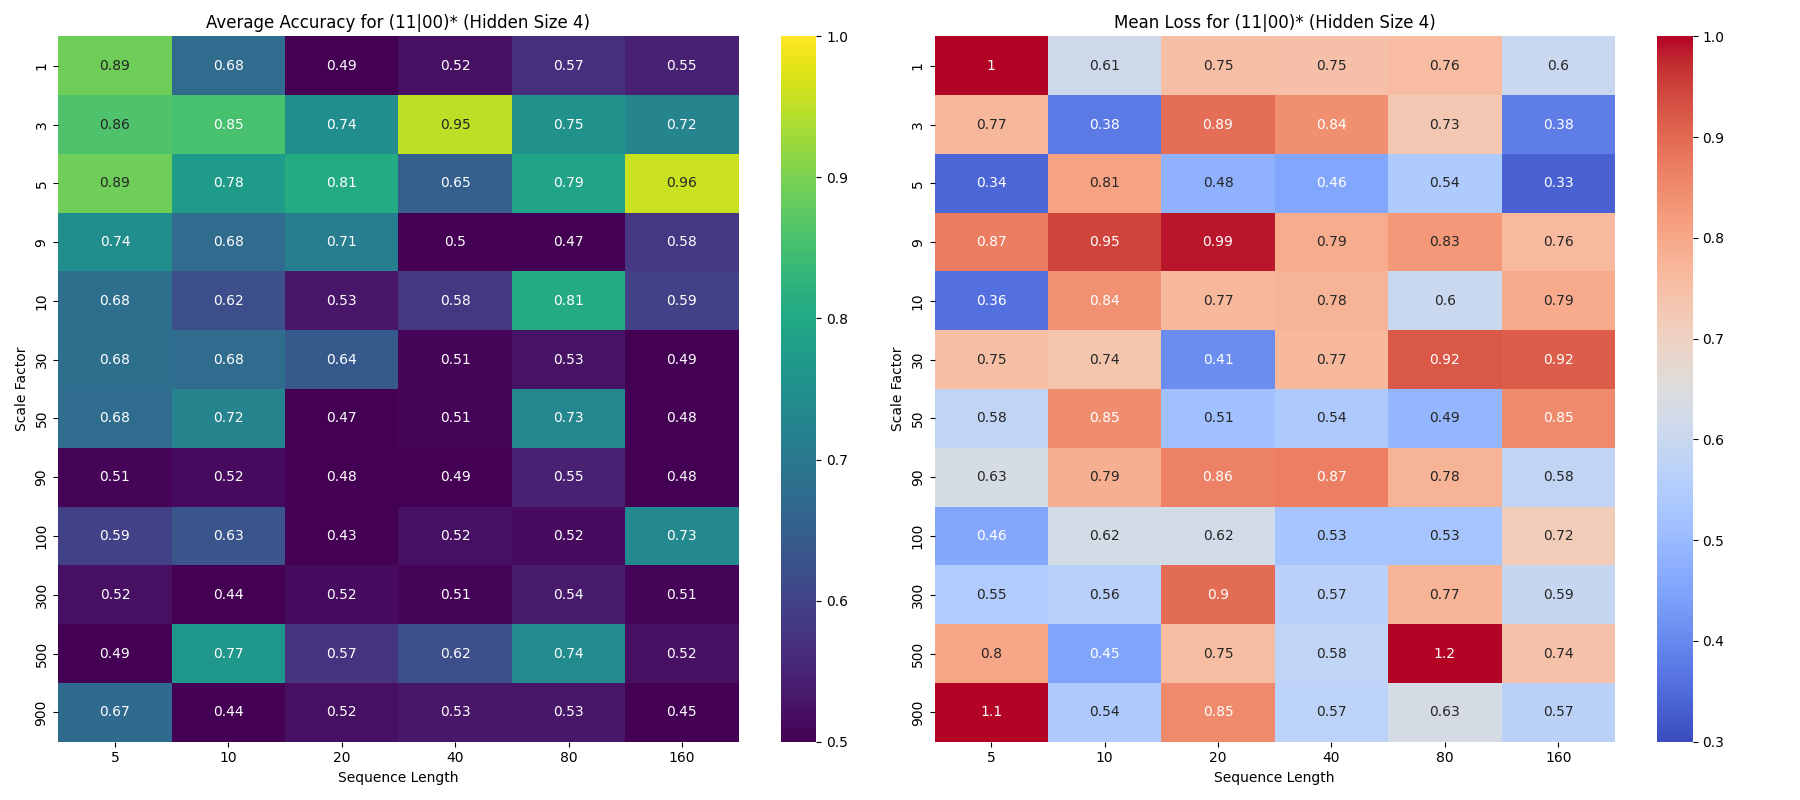 Average Accuracy for (11|00)* (Hidden Size 4)
1 0.89 0.68 0.49 0.52 0.57 0.55
3 0.86 0.85 0.74 0.95 0.75 0.72
5 0.89 0.78 0.81 0.65 0.79 0.96
9 0.74 0.68 0.71 0.5 0.47 0.58
10 0.68 0.62 0.53 0.58 0.81 0.59
30 0.68 0.68 0.64 0.51 0.53 0.49
50 0.68 0.72 0.47 0.51 0.73 0.48
90 0.51 0.52 0.48 0.49 0.55 0.48
100 0.59 0.63 0.43 0.52 0.52 0.73
300 0.52 0.44 0.52 0.51 0.54 0.51
500 0.49 0.77 0.57 0.62 0.74 0.52
900 0.67 0.44 0.52 0.53 0.53 0.45
5 10 20 40 80 160
Sequence Length
Scale Factor
1.0
0.9
0.8
0.7
0.6
0.5
Mean Loss for (11|00)* (Hidden Size 4)
1 1 0.61 0.75 0.75 0.76 0.6
3 0.77 0.38 0.89 0.84 0.73 0.38
5 0.34 0.81 0.48 0.46 0.54 0.33
9 0.87 0.95 0.99 0.79 0.83 0.76
10 0.36 0.84 0.77 0.78 0.6 0.79
30 0.75 0.74 0.41 0.77 0.92 0.92
50 0.58 0.85 0.51 0.54 0.49 0.85
90 0.63 0.79 0.86 0.87 0.78 0.58
100 0.46 0.62 0.62 0.53 0.53 0.72
300 0.55 0.56 0.9 0.57 0.77 0.59
500 0.8 0.45 0.75 0.58 1.2 0.74
900 1.1 0.54 0.85 0.57 0.63 0.57
5 10 20 40 80 160
Sequence Length
Scale Factor
1.0
0.9
0.8
0.7
0.6
0.5
0.4
0.3